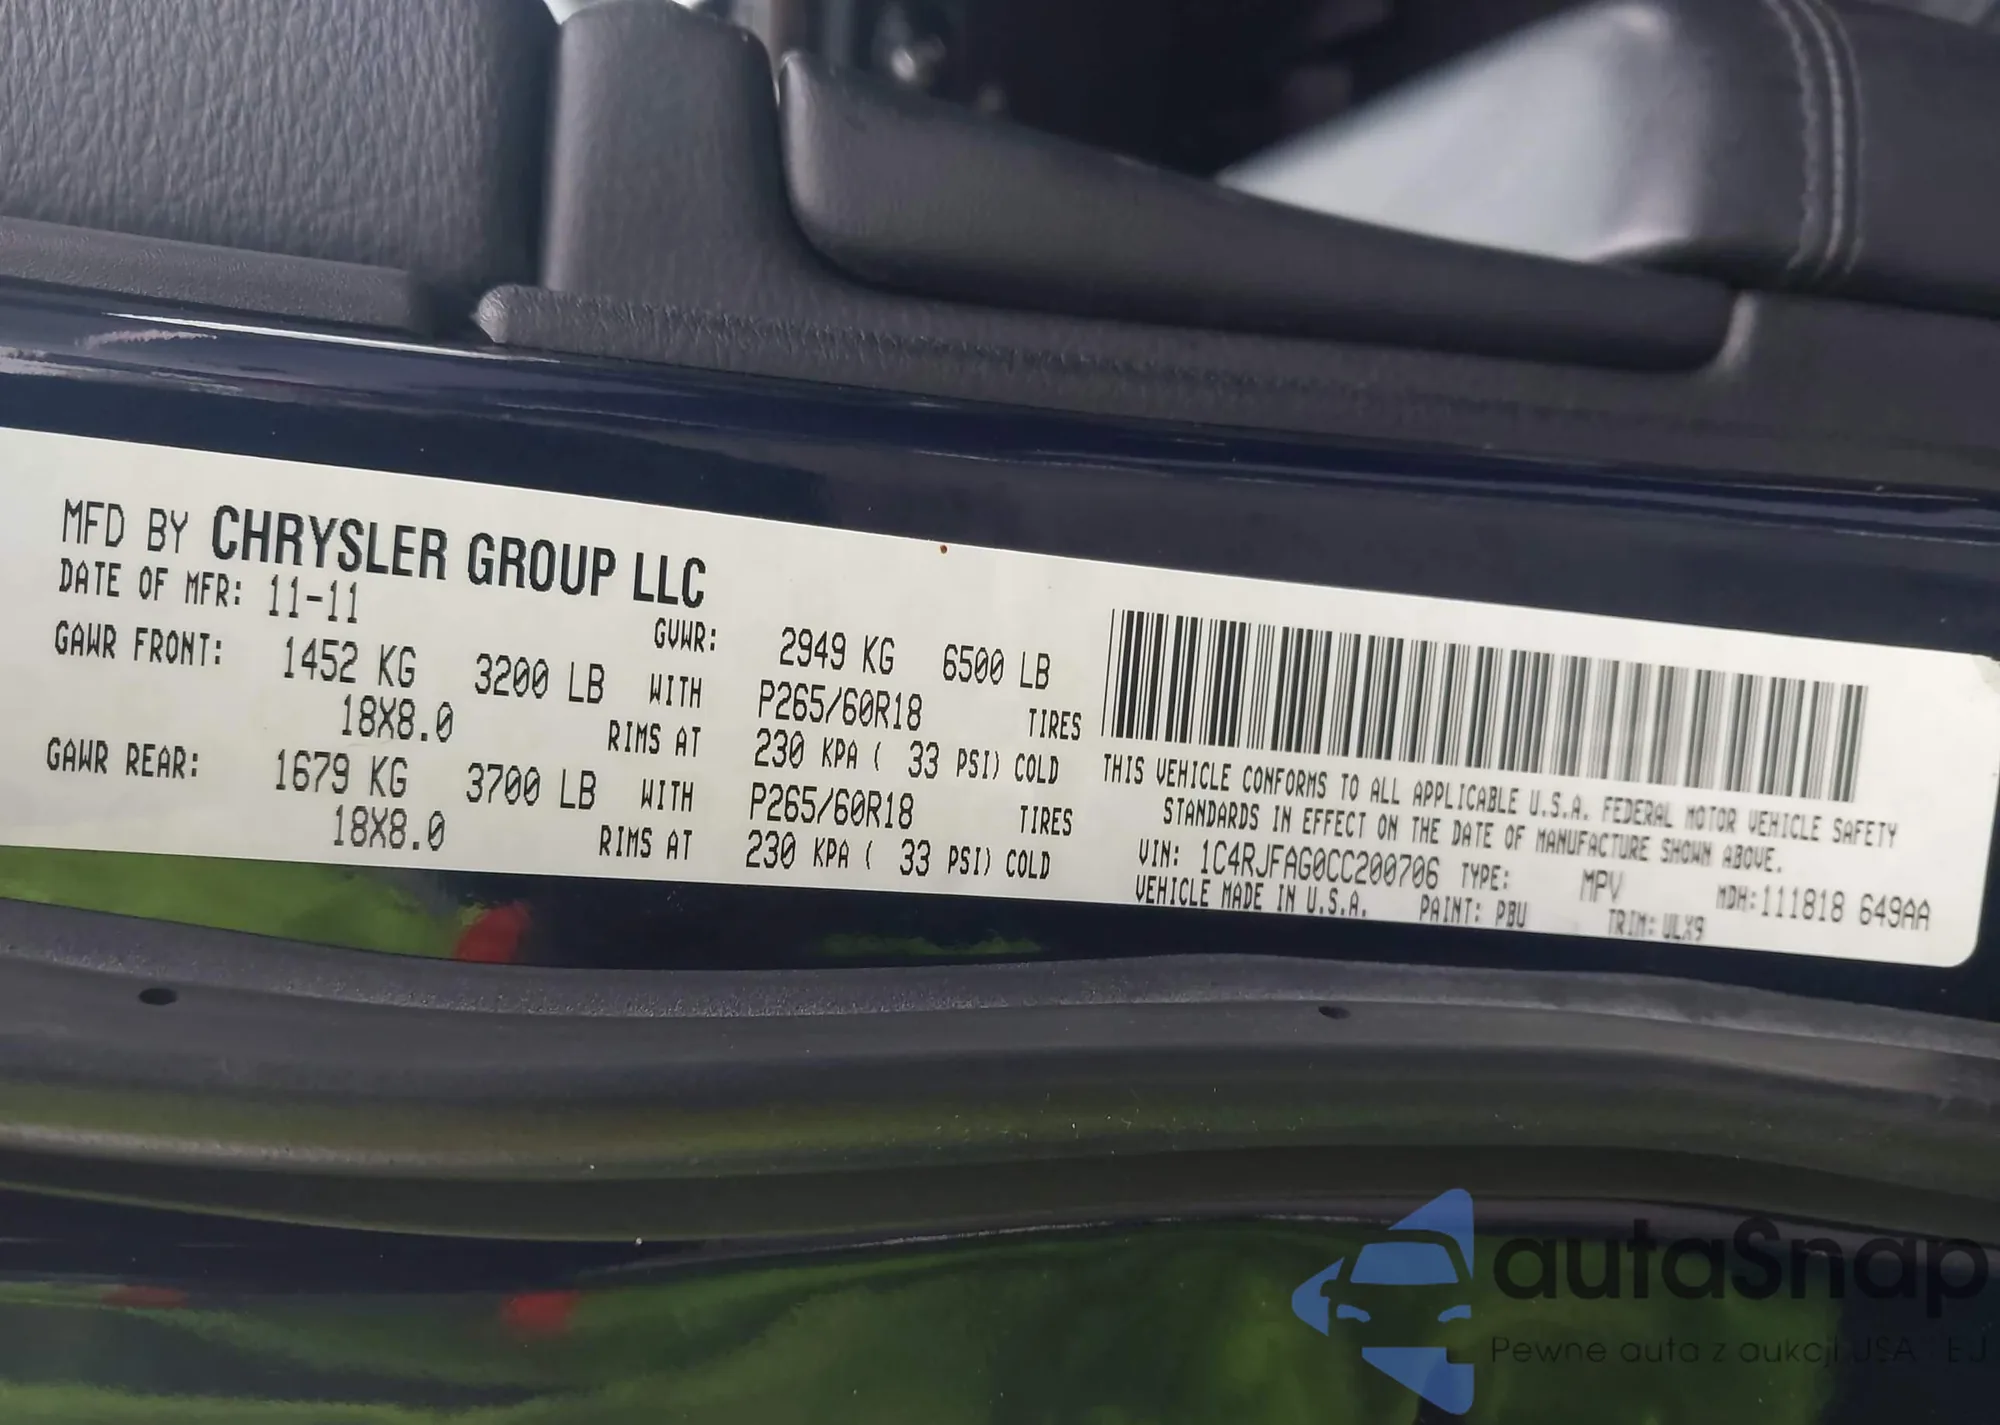 MFD BY CHRYSLER GROUP LLC
DATE OF MFR: 11-11 GVWR: 2949 KG 6500 LB
GAWR FRONT: 1452 KG 3200 LB WITH P265/60R18 TIRES
18X8.0 RIMS AT 230 KPA ( 33 PSI) COLD
GAWR REAR: 1679 KG 3700 LB WITH P265/60R18 TIRES
18X8.0 RIMS AT 230 KPA ( 33 PSI) COLD
THIS VEHICLE CONFORMS TO ALL APPLICABLE U.S.A. FEDERAL MOTOR VEHICLE SAFETY
STANDARDS IN EFFECT ON THE DATE OF MANUFACTURE SHOWN ABOVE.
VIN: 1C4RJFAG0CC200706 TYPE: MPV MDH:111818 649AA
VEHICLE MADE IN U.S.A. PAINT: PBU TRIM: ULX9
autaSnap
Pewne auta z aukcji USA